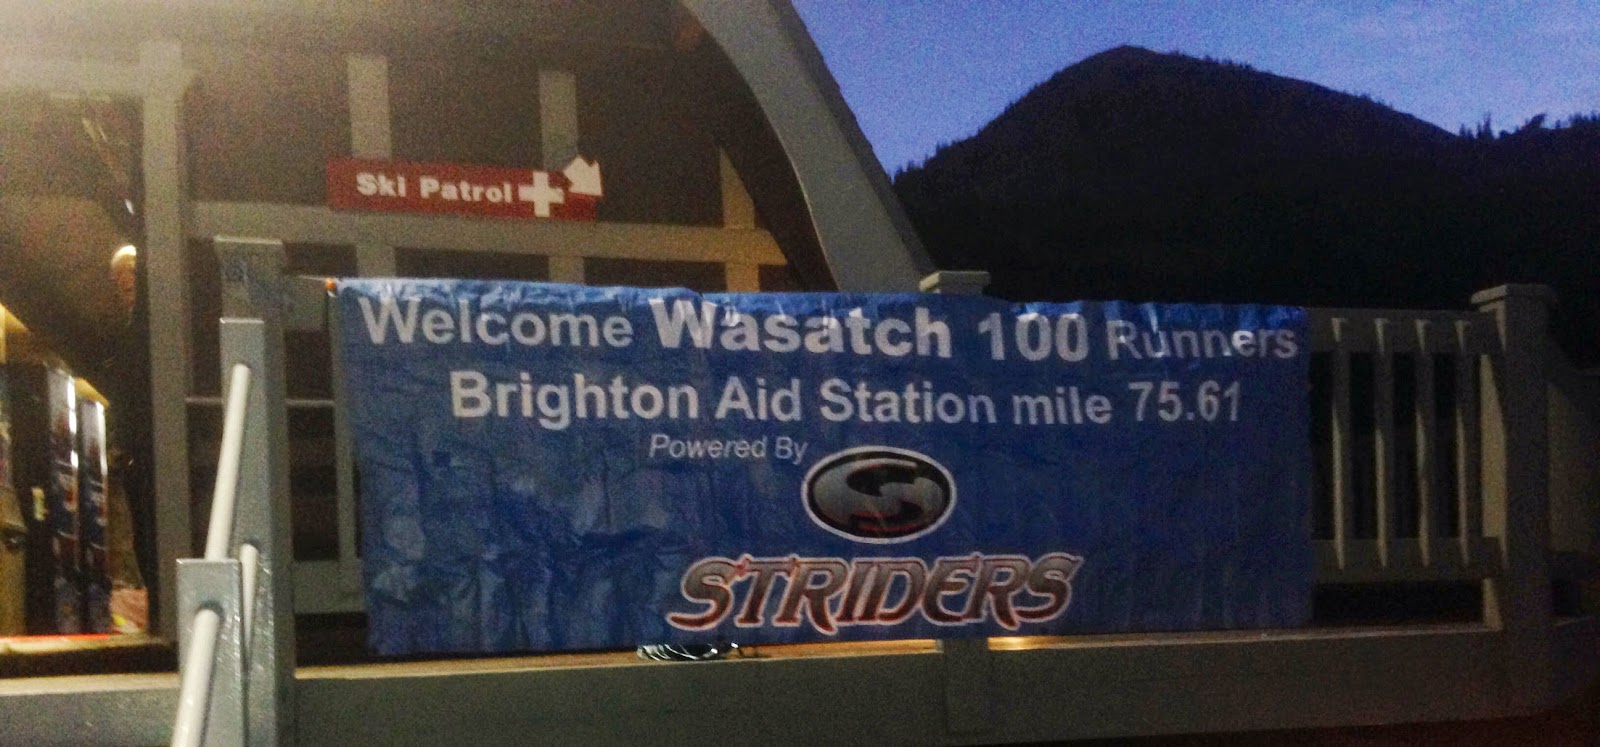 Ski Patrol
Welcome Wasatch 100 Runners
Brighton Aid Station mile 75.61
Powered By
S
STRIDERS